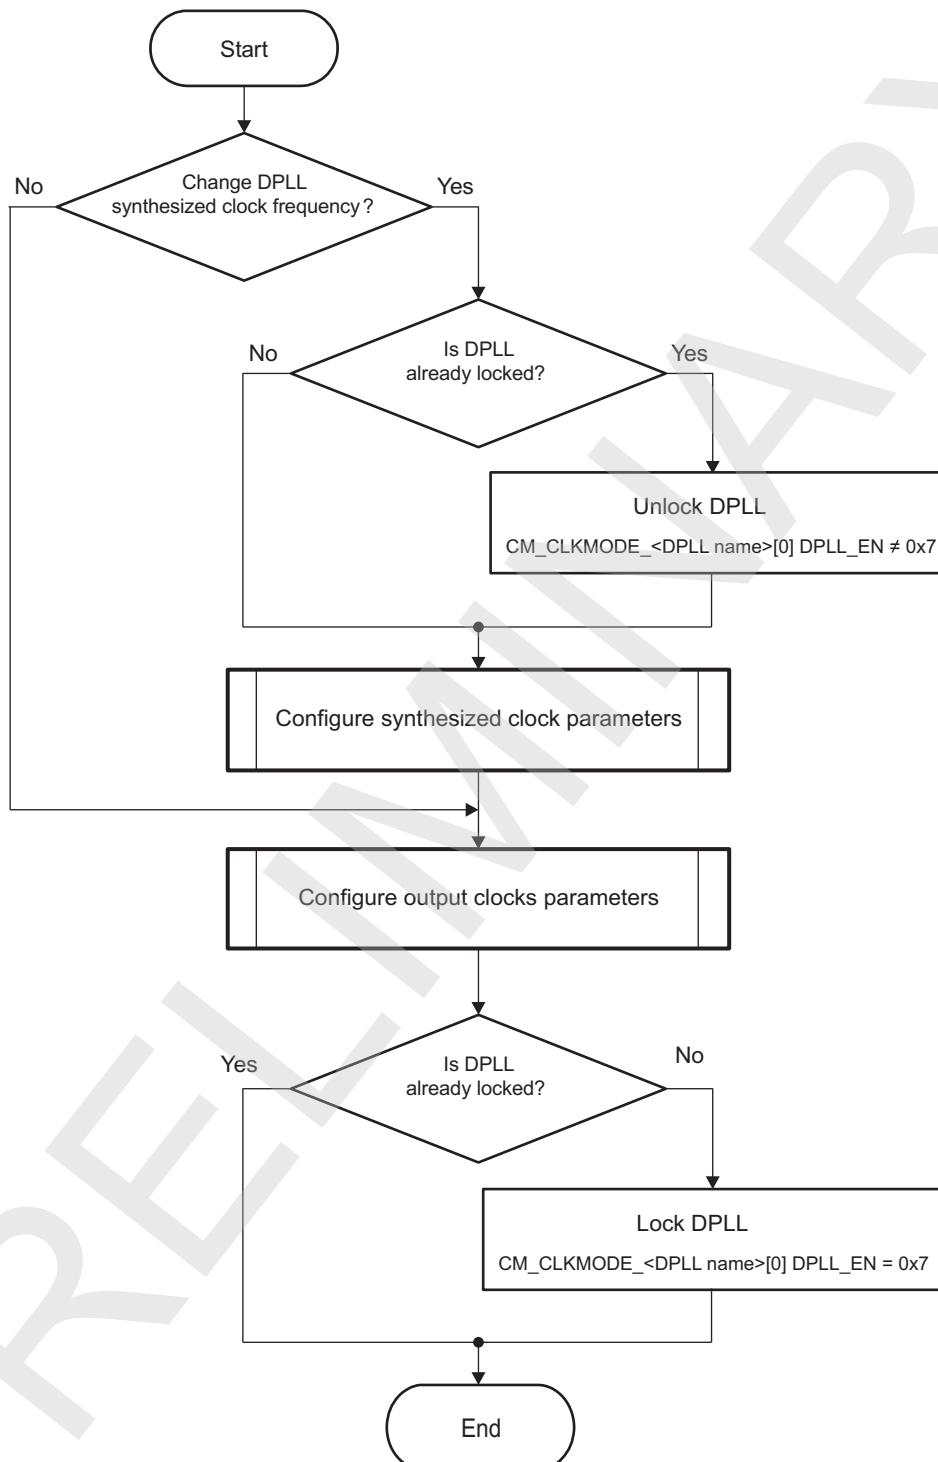 Start
Change DPLL
synthesized clock frequency?
No
Yes
Is DPLL
already locked?
No
Yes
Unlock DPLL
CM_CLKMODE_<DPLL name>[0] DPLL_EN ≠ 0x7
Configure synthesized clock parameters
Configure output clocks parameters
Is DPLL
already locked?
Yes
No
Lock DPLL
CM_CLKMODE_<DPLL name>[0] DPLL_EN = 0x7
End
RELIMINARY